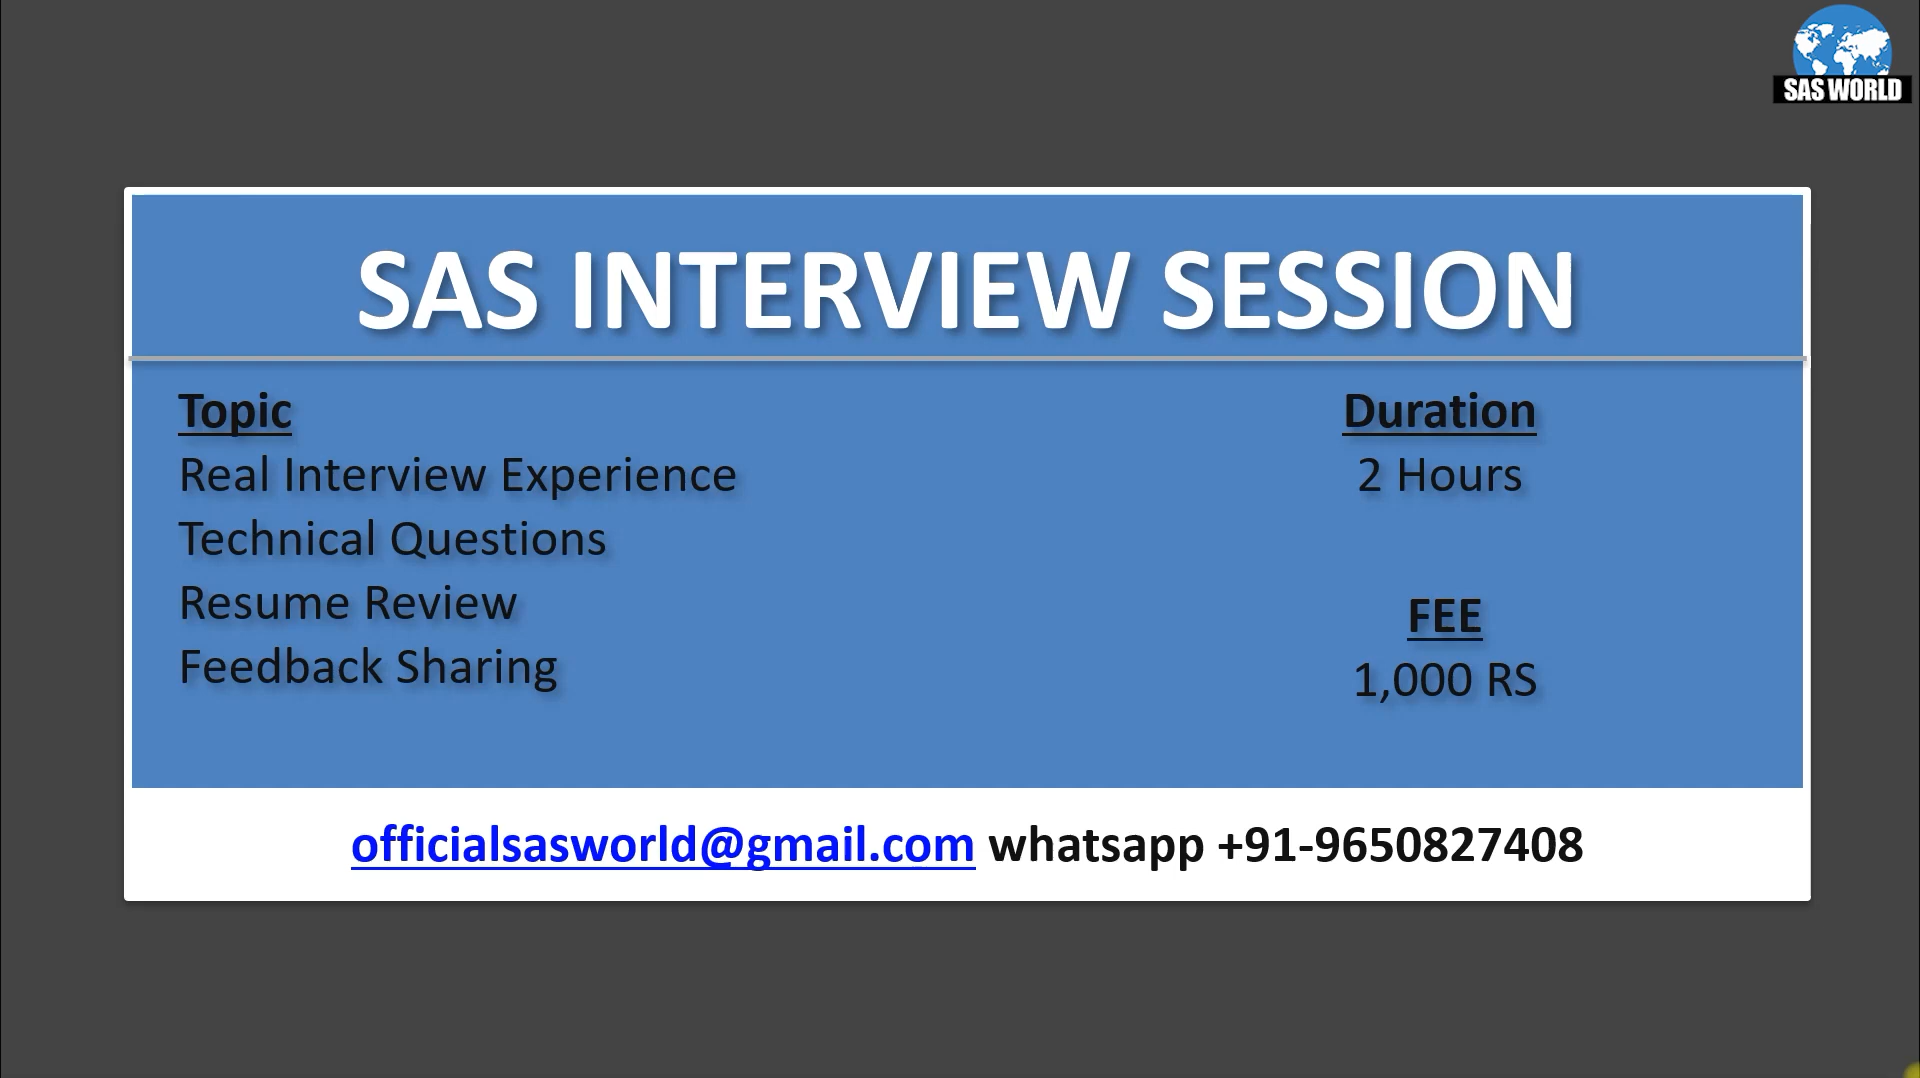 SAS WORLD
SAS INTERVIEW SESSION
Topic
Real Interview Experience
Technical Questions
Resume Review
Feedback Sharing
Duration
2 Hours
FEE
1,000 RS
officialsasworld@gmail.com whatsapp +91-9650827408